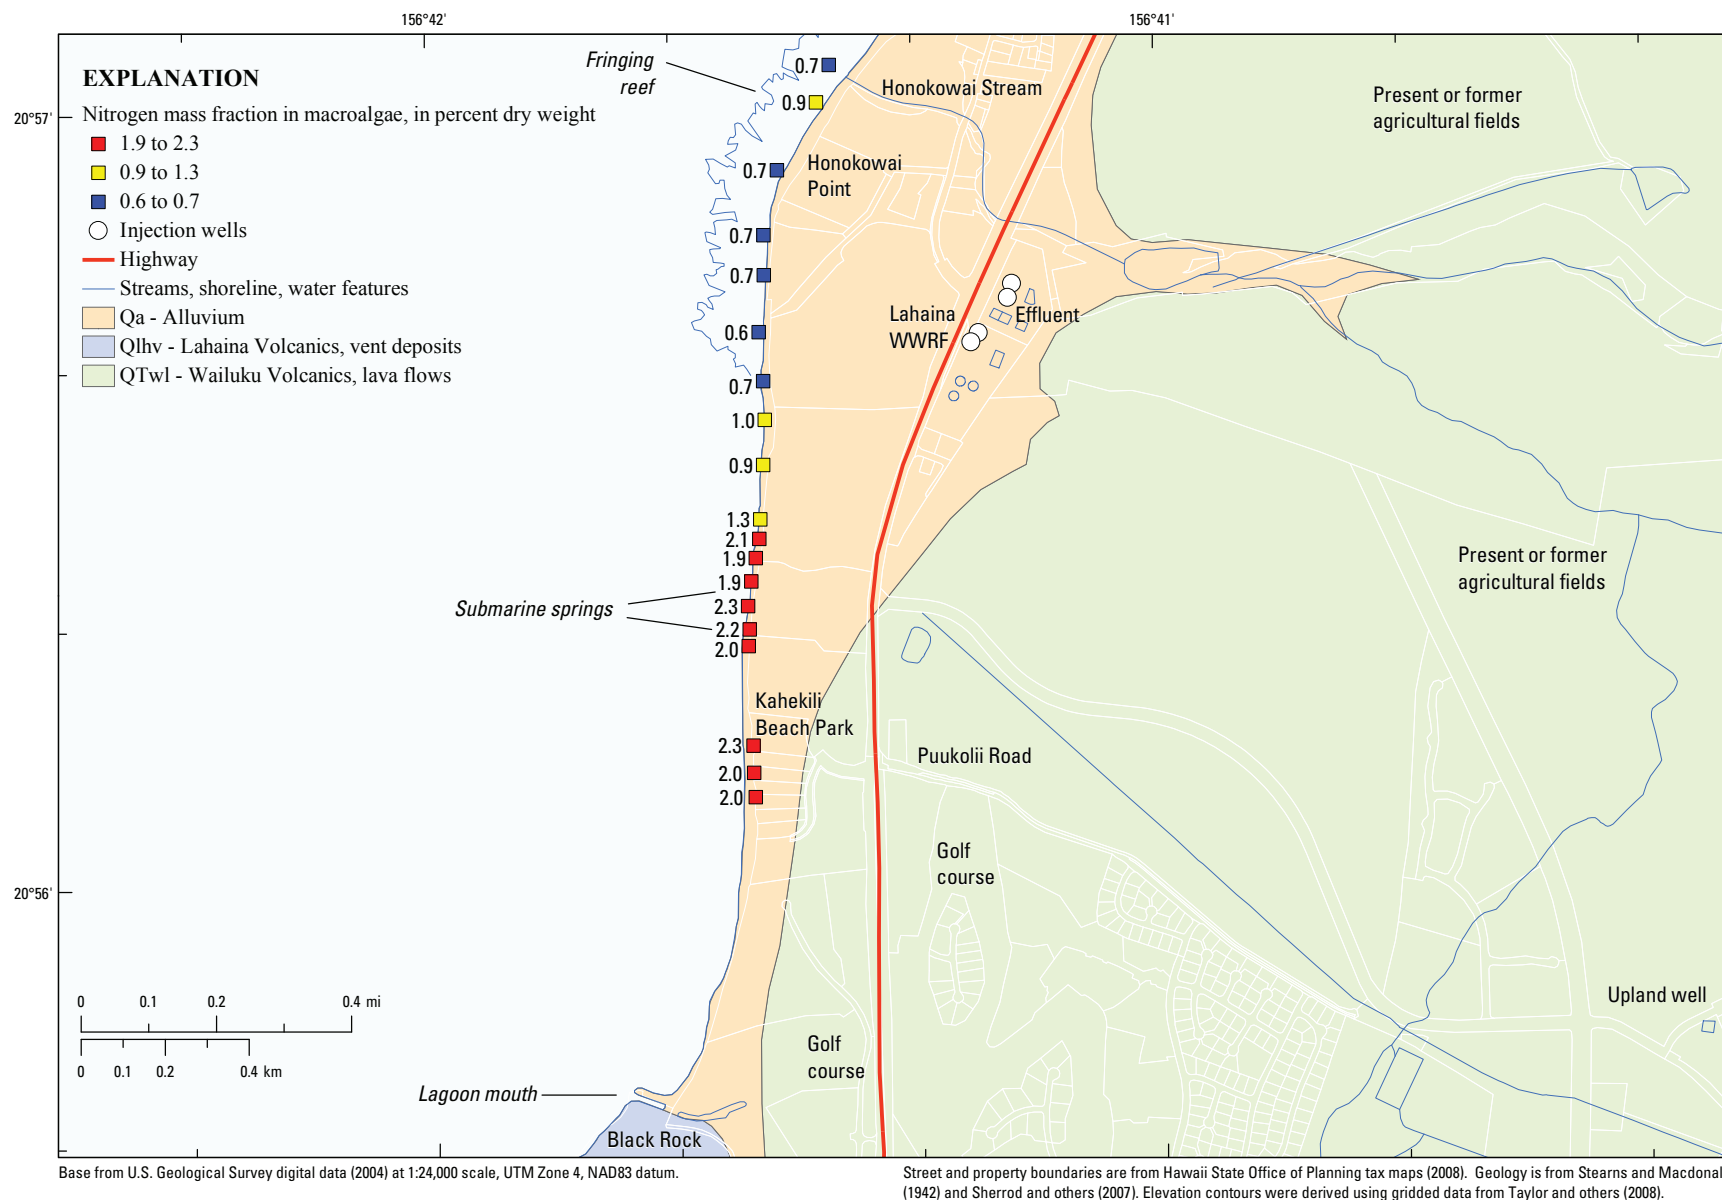 156°42'
156°41'
20°57'
20°56'
EXPLANATION
Nitrogen mass fraction in macroalgae, in percent dry weight
1.9 to 2.3
0.9 to 1.3
0.6 to 0.7
Injection wells
Highway
Streams, shoreline, water features
Qa - Alluvium
Qlhv - Lahaina Volcanics, vent deposits
QTwl - Wailuku Volcanics, lava flows
Fringing
reef
0.7
0.9
0.7
0.7
0.7
0.6
0.7
1.0
0.9
1.3
2.1
1.9
1.9
2.3
2.2
2.0
2.3
2.0
2.0
Honokowai Stream
Honokowai
Point
Present or former
agricultural fields
Lahaina
WWRF
Effluent
Present or former
agricultural fields
Submarine springs
Kahekili
Beach Park
Puukolii Road
Golf
course
Golf
course
Upland well
Lagoon mouth
Black Rock
0 0.1 0.2 0.4 mi
0 0.1 0.2 0.4 km
Base from U.S. Geological Survey digital data (2004) at 1:24,000 scale, UTM Zone 4, NAD83 datum.
Street and property boundaries are from Hawaii State Office of Planning tax maps (2008). Geology is from Stearns and Macdonal
(1942) and Sherrod and others (2007). Elevation contours were derived using gridded data from Taylor and others (2008).